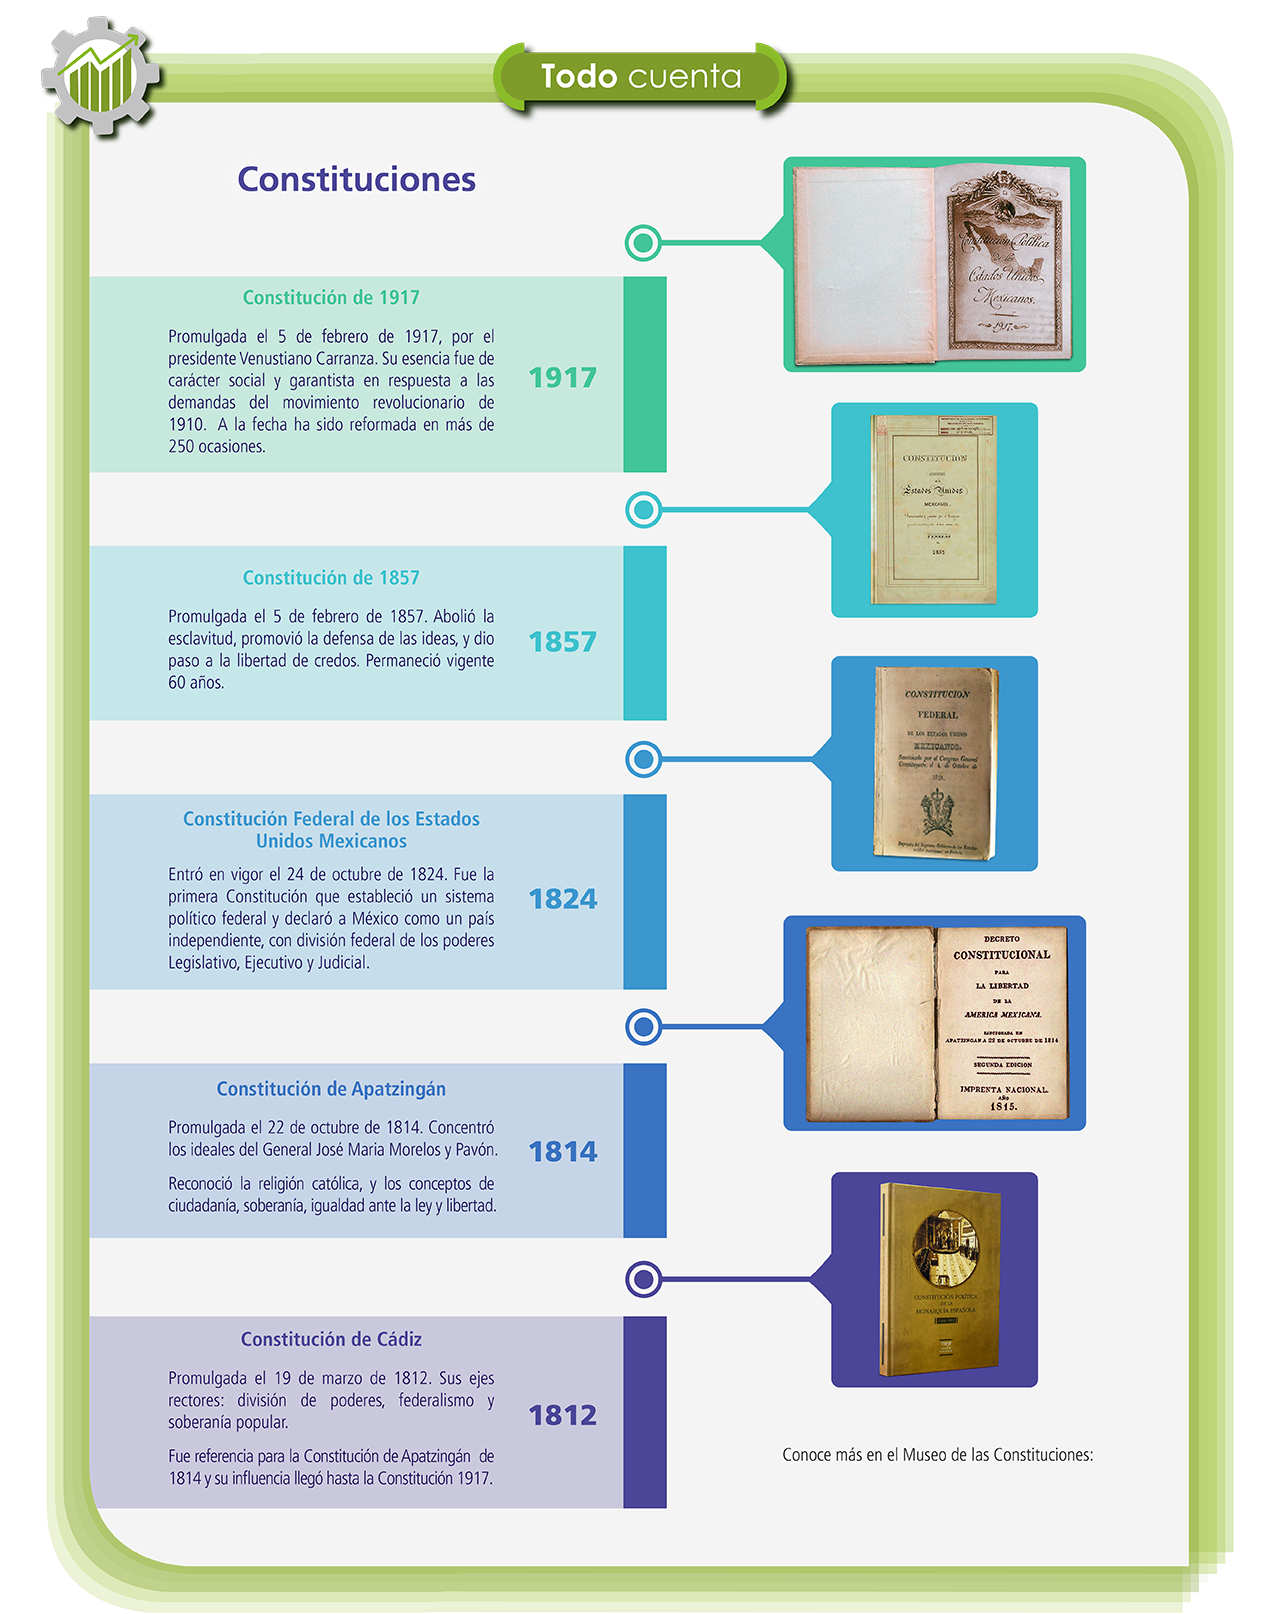 Todo cuenta
Constituciones
Constitución de 1917
Promulgada el 5 de febrero de 1917, por el
presidente Venustiano Carranza. Su esencia fue de
carácter social y garantista en respuesta a las
demandas del movimiento revolucionario de
1910. A la fecha ha sido reformada en más de
250 ocasiones.
1917
Constitución Política
de los
Estados Unidos
Mexicanos.
1917.
Constitución de 1857
Promulgada el 5 de febrero de 1857. Abolió la
esclavitud, promovió la defensa de las ideas, y dio
paso a la libertad de credos. Permaneció vigente
60 años.
1857
CONSTITUCION
Estados Unidos
MEXICANOS
Constitución Federal de los Estados
Unidos Mexicanos
Entró en vigor el 24 de octubre de 1824. Fue la
primera Constitución que estableció un sistema
político federal y declaró a México como un país
independiente, con división federal de los poderes
Legislativo, Ejecutivo y Judicial.
1824
CONSTITUCION
FEDERAL
DE LOS ESTADOS UNIDOS
MEXICANOS.
Sancionada por el Congreso General
Constituyente, el 4. de Octubre de
Constitución de Apatzingán
Promulgada el 22 de octubre de 1814. Concentró
los ideales del General José Maria Morelos y Pavón.
Reconoció la religión católica, y los conceptos de
ciudadanía, soberanía, igualdad ante la ley y libertad.
1814
DECRETO
CONSTITUCIONAL
PARA
LA LIBERTAD
DE LA
AMERICA MEXICANA.
SANCIONADA EN
APATZINGAN A 22 DE OCTUBRE DE 1814
SEGUNDA EDICION
IMPRENTA NACIONAL.
AÑO
1815.
Constitución de Cádiz
Promulgada el 19 de marzo de 1812. Sus ejes
rectores: división de poderes, federalismo y
soberanía popular.
Fue referencia para la Constitución de Apatzingán de
1814 y su influencia llegó hasta la Constitución 1917.
1812
CONSTITUCIÓN POLÍTICA
DE LA
MONARQUÍA ESPAÑOLA
Conoce más en el Museo de las Constituciones: